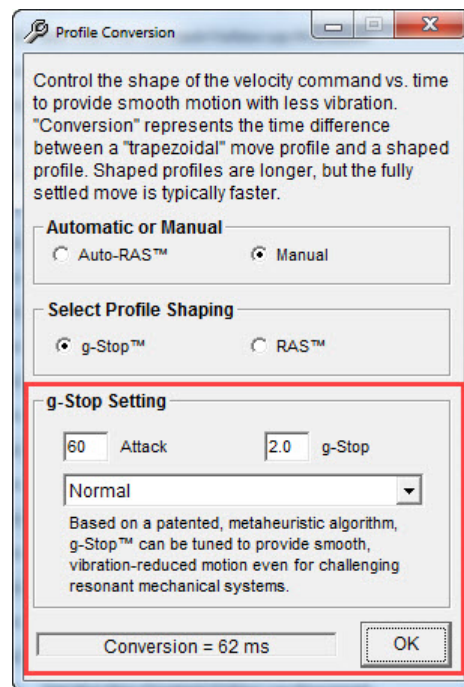 Profile Conversion
Control the shape of the velocity command vs. time
to provide smooth motion with less vibration.
"Conversion" represents the time difference
between a "trapezoidal" move profile and a shaped
profile. Shaped profiles are longer, but the fully
settled move is typically faster.
Automatic or Manual
Auto-RAS™ Manual
Select Profile Shaping
g-Stop™ RAS™
g-Stop Setting
60 Attack 2.0 g-Stop
Normal
Based on a patented, metaheuristic algorithm,
g-Stop™ can be tuned to provide smooth,
vibration-reduced motion even for challenging
resonant mechanical systems.
Conversion = 62 ms OK